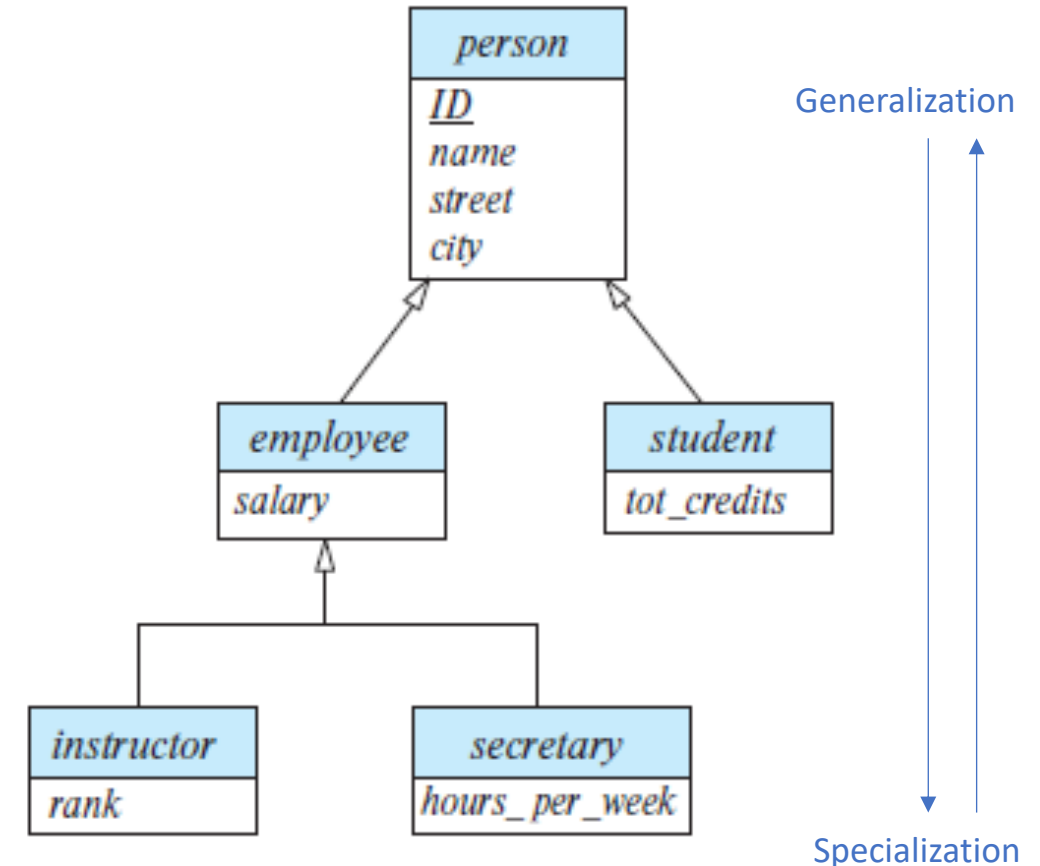 person
ID
name
street
city
Generalization
employee
salary
student
tot_credits
instructor
rank
secretary
hours_per_week
Specialization